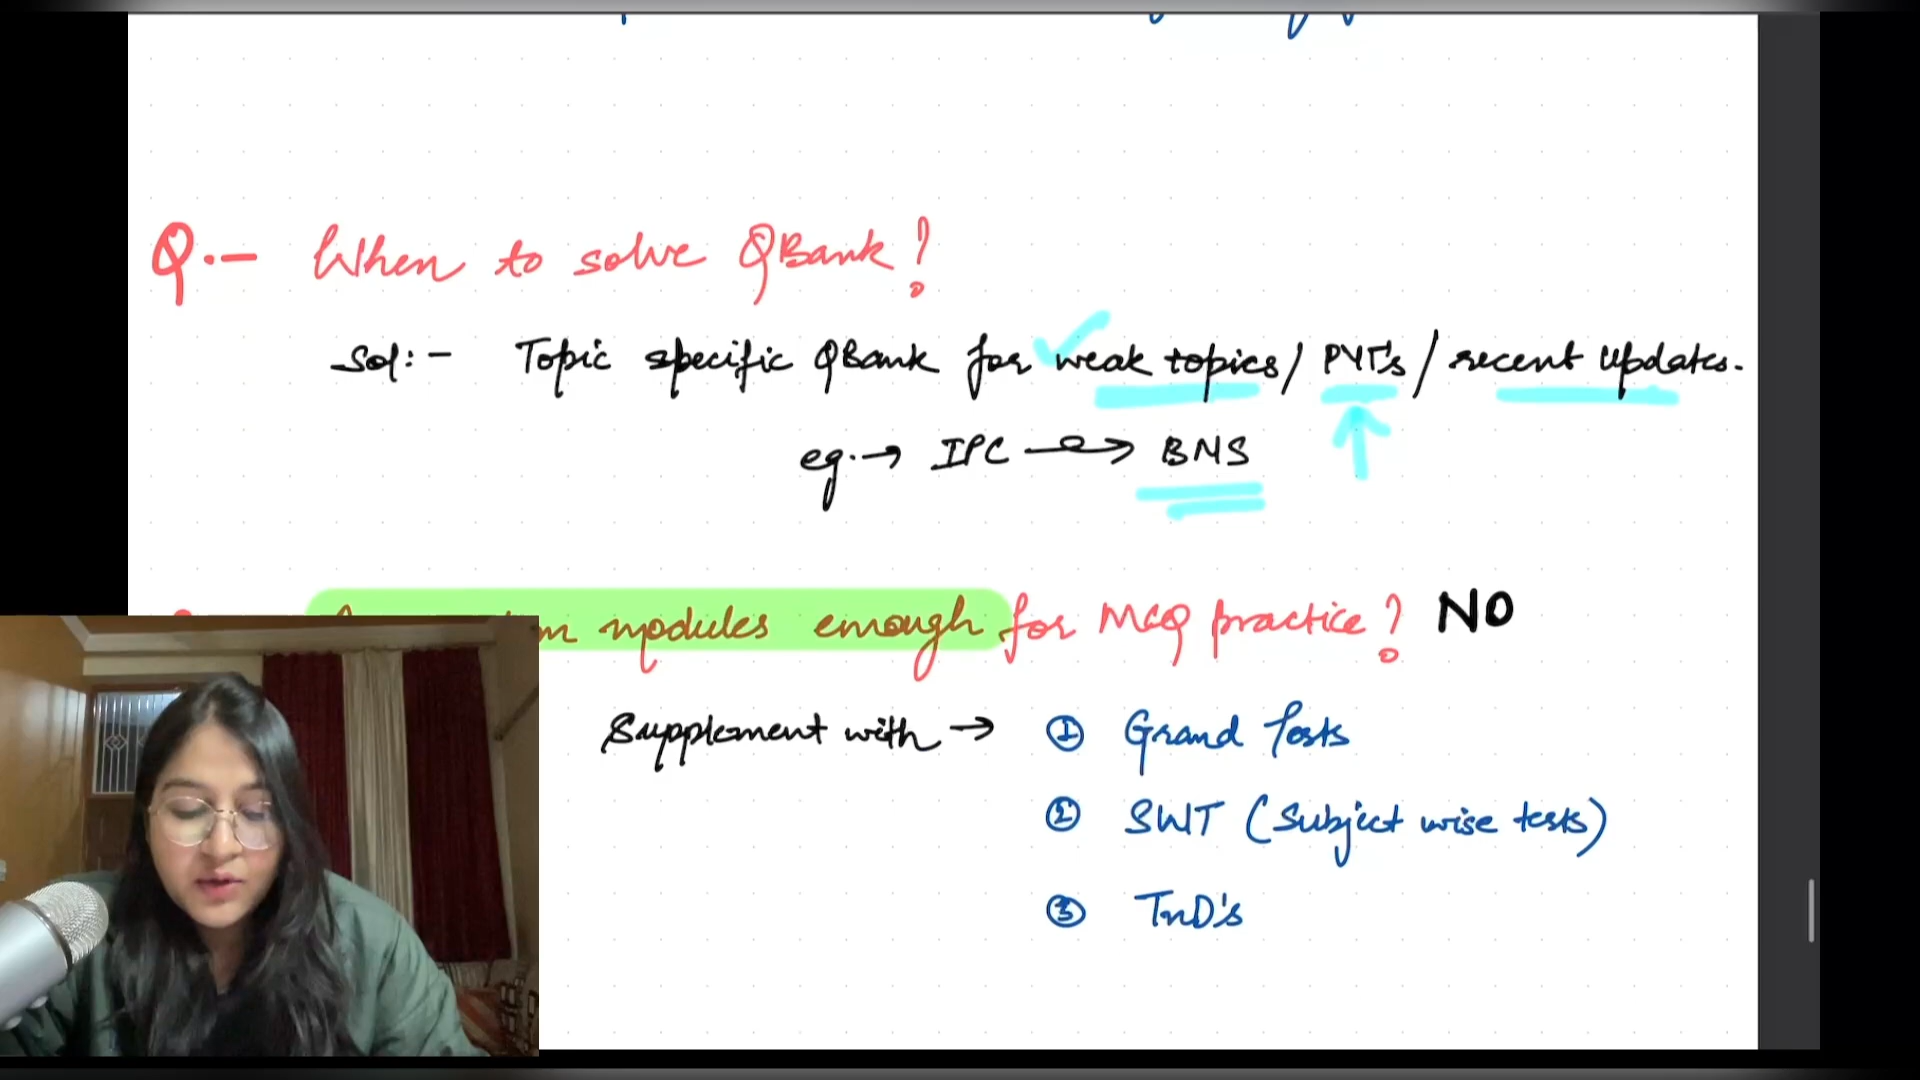 Q.- When to solve QBank?
Sol:- Topic specific QBank for weak topics / PYT's / recent updates.
eg. → IPC → BNS
modules enough for MCQ practice? NO
Supplement with → ① Grand Tests
② SWT (Subject wise tests)
③ TnD's